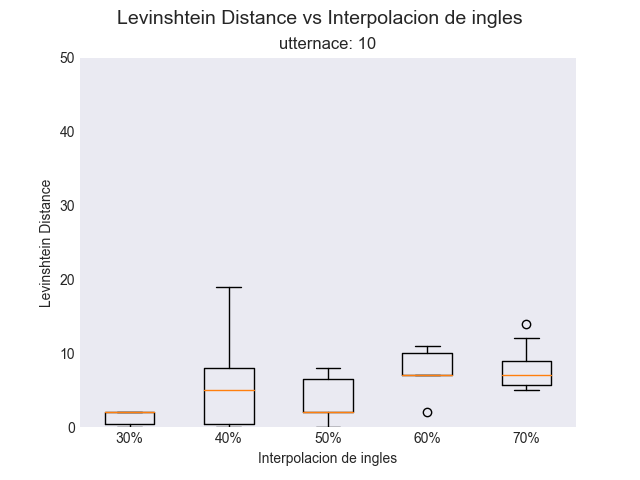 Levinshtein Distance vs Interpolacion de ingles
utternace: 10
50
40
30
20
10
0
Levinshtein Distance
30% 40% 50% 60% 70%
Interpolacion de ingles